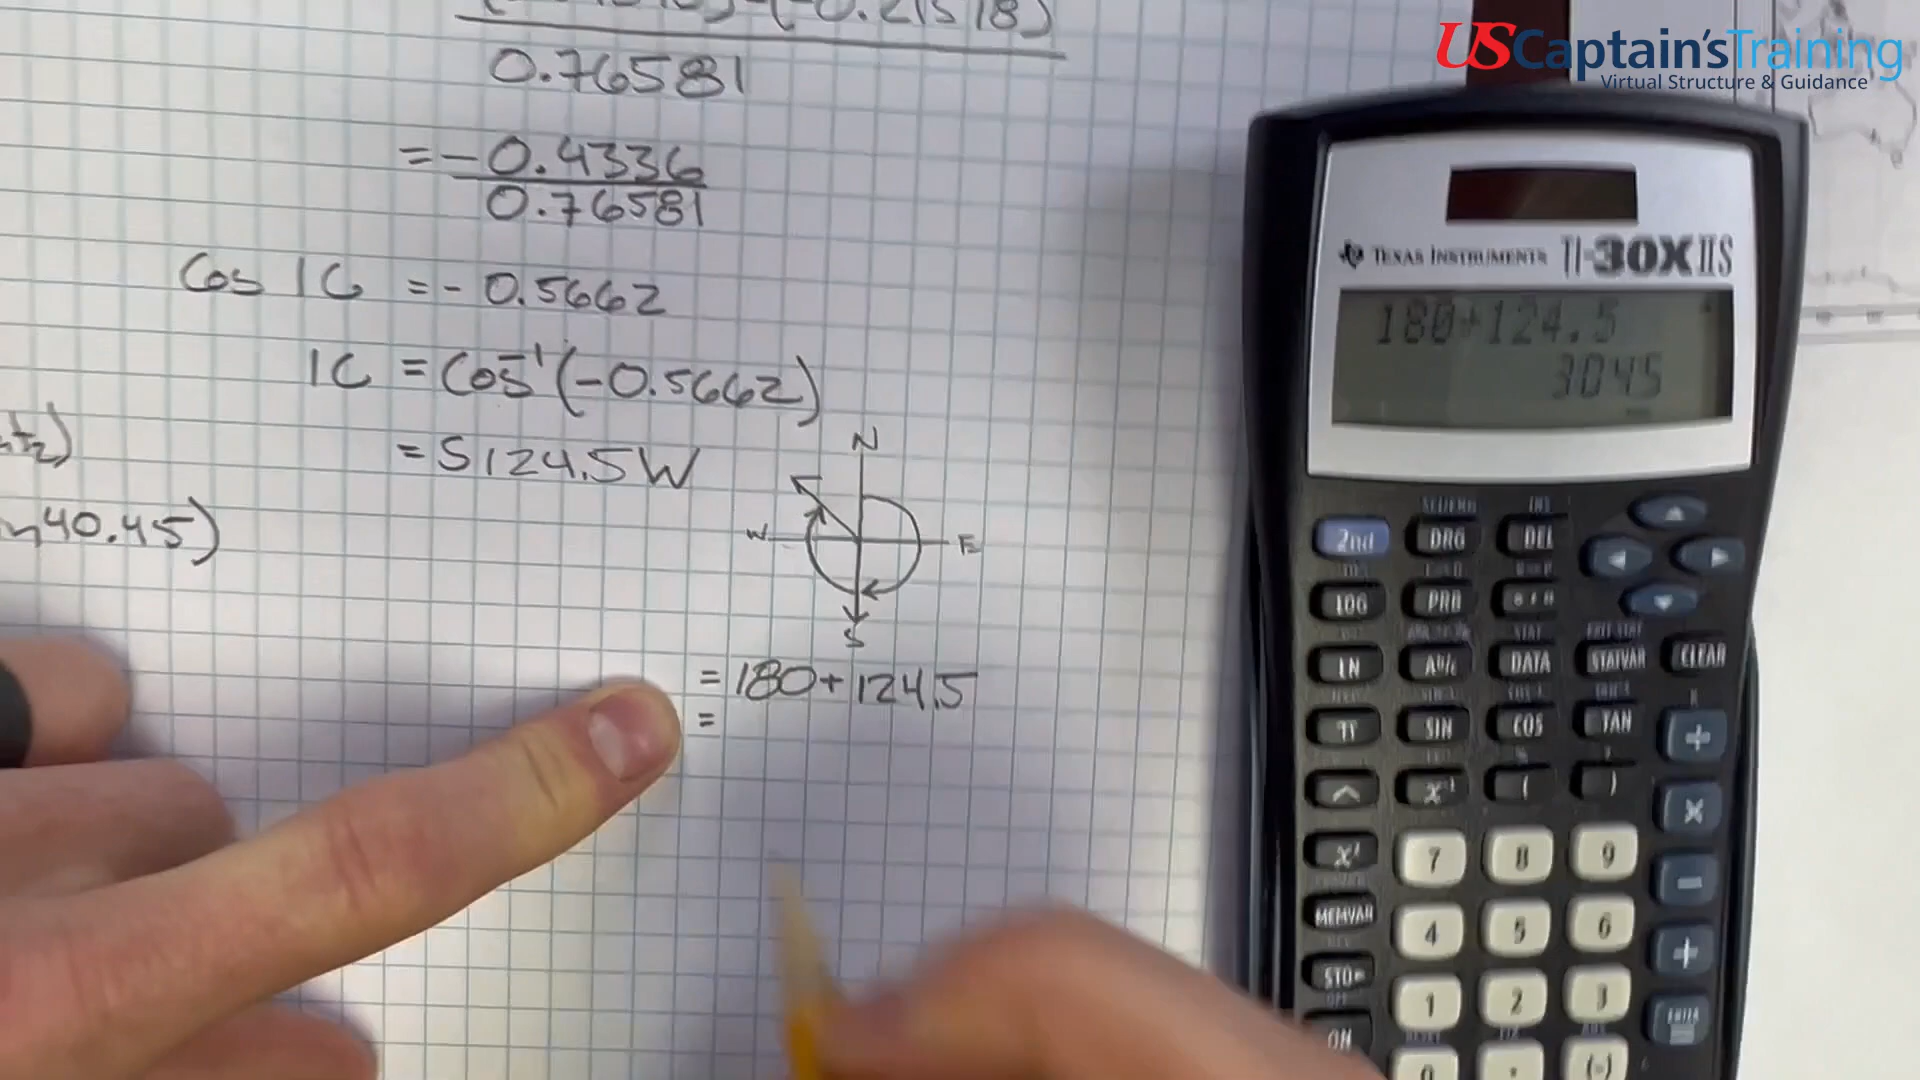 USCaptain'sTraining
Virtual Structure & Guidance
0.76581
=-0.4336
0.76581
Cos IC = - 0.5662
IC = Cos⁻¹(-0.5662)
= S124.5W
40.45)
N
W
E
S
= 180+124.5
=
TEXAS INSTRUMENTS TI-30X IIS
180+124.5
304.5
2nd DRG DEL
LOG PRB
LN DATA STATVAR CLEAR
π SIN COS TAN ÷
^ x⁻¹ ( ) ×
x² 7 8 9 −
MEMVAR 4 5 6 +
STO► 1 2 3 ENTER
ON 0 . (-)